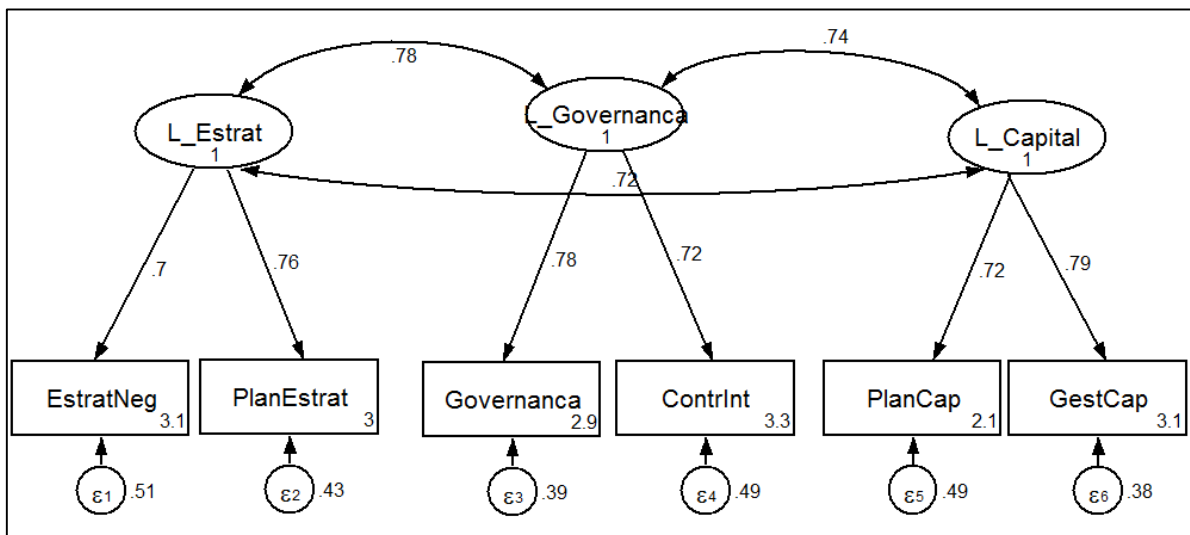 .78
.74
L_Estrat
1
L_Governanca
1
L_Capital
1
.72
.7
.76
.78
.72
.72
.79
EstratNeg
3.1
PlanEstrat
3
Governanca
2.9
ContrInt
3.3
PlanCap
2.1
GestCap
3.1
ε1 .51
ε2 .43
ε3 .39
ε4 .49
ε5 .49
ε6 .38